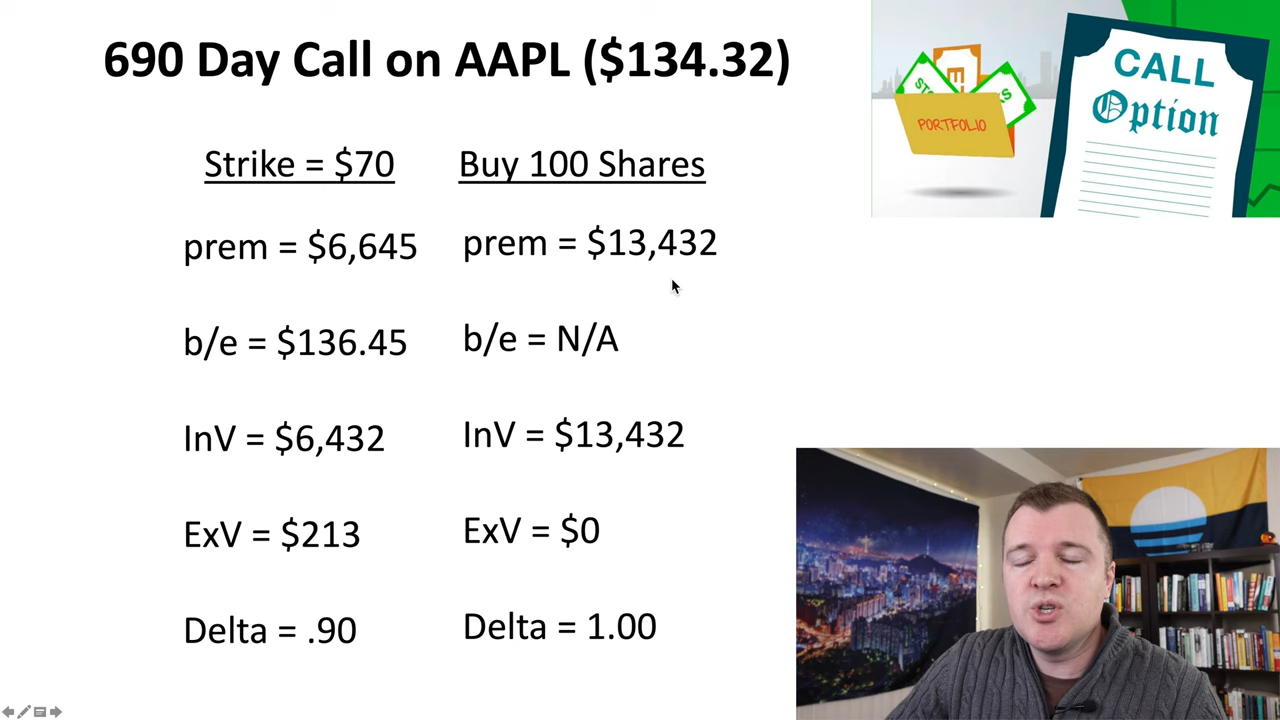 690 Day Call on AAPL ($134.32)
Strike = $70
Buy 100 Shares
prem = $6,645
prem = $13,432
b/e = $136.45
b/e = N/A
InV = $6,432
InV = $13,432
ExV = $213
ExV = $0
Delta = .90
Delta = 1.00
PORTFOLIO
CALL
Option